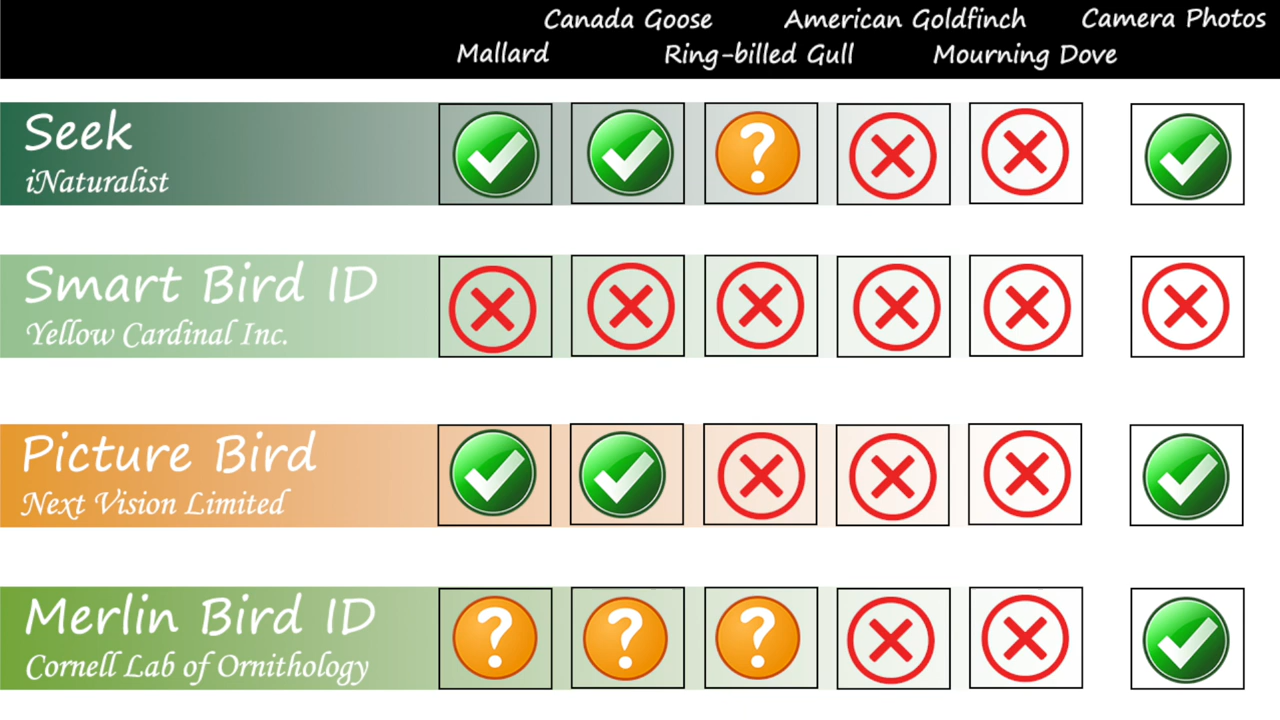 Canada Goose American Goldfinch Camera Photos
Mallard Ring-billed Gull Mourning Dove
Seek
iNaturalist
Smart Bird ID
Yellow Cardinal Inc.
Picture Bird
Next Vision Limited
Merlin Bird ID
Cornell Lab of Ornithology